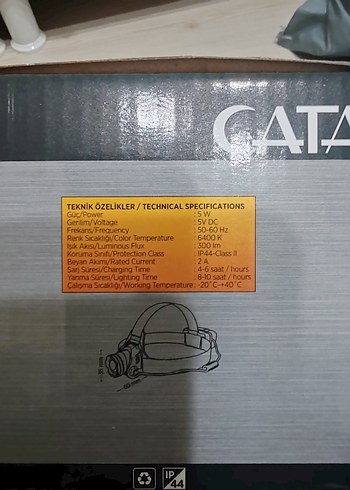 CATA
TEKNİK ÖZELİKLER / TECHNICAL SPECIFICATIONS
Güç/Power : 5 W
Gerilim/Voltage : 5V DC
Frekans/Frequency : 50-60 Hz
Renk Sıcaklığı/Color Temperature : 6400 K
Işık Akısı/Luminous Flux : 300 lm
Koruma Sınıfı/Protection Class : IP44-Class II
Beyan Akımı/Rated Current : 2 A
Şarj Süresi/Charging Time : 4-6 saat / hours
Yanma Süresi/Lighting Time : 8-10 saat / hours
Çalışma Sıcaklığı/Working Temperature : -20°C-+40°C
IP
44